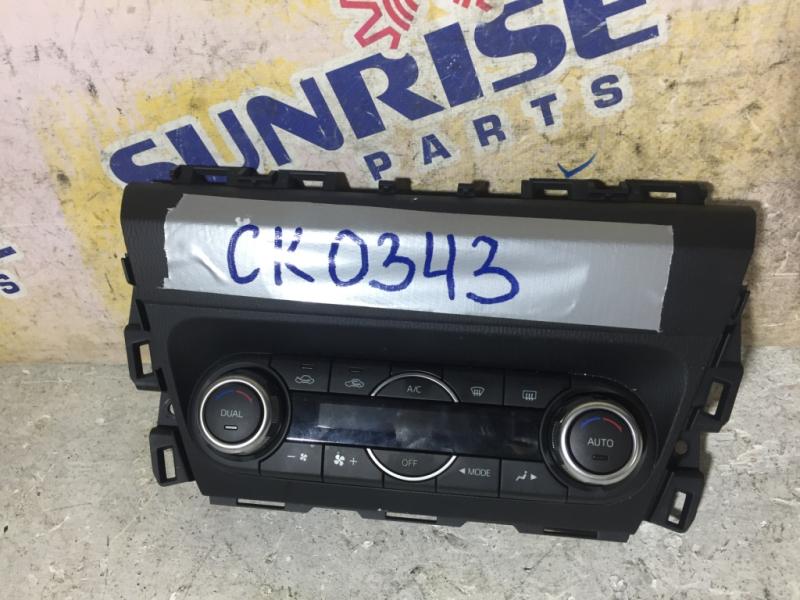 SUNRISE
PARTS
CK0343
A/C
DUAL
AUTO
- +
OFF
◄ MODE ►